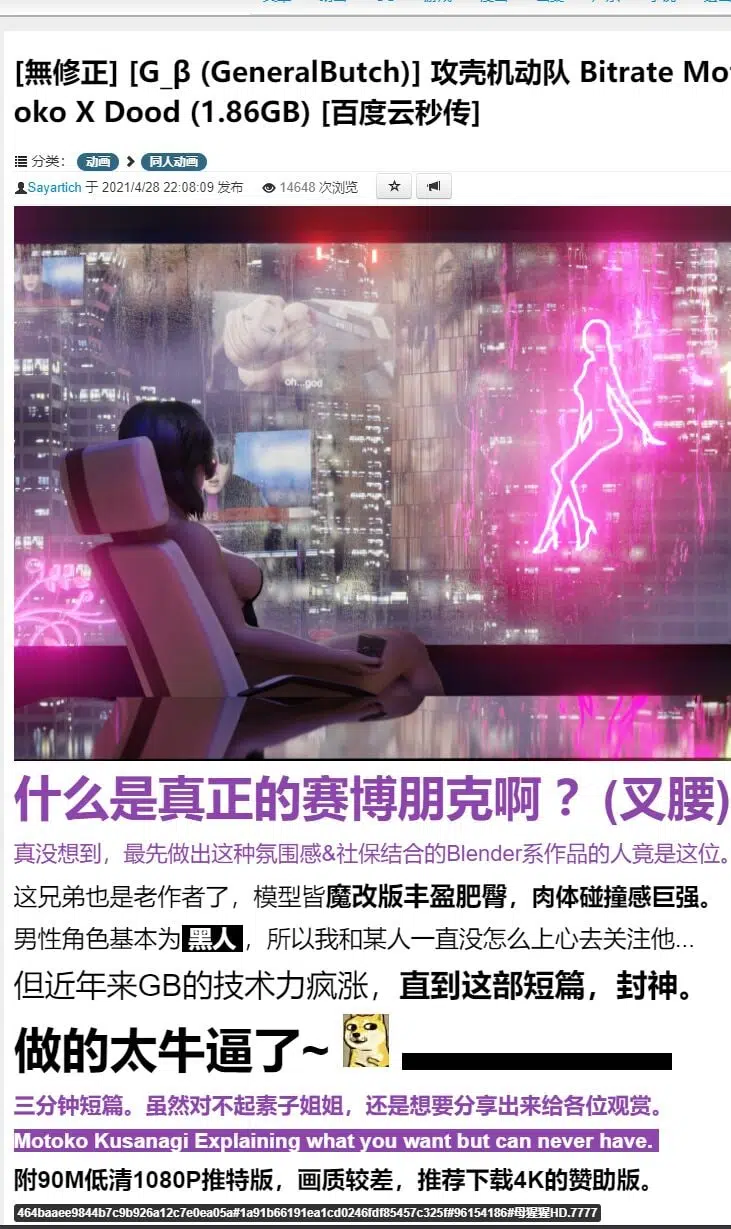 [無修正] [G_β (GeneralButch)] 攻壳机动队 Bitrate Mot
oko X Dood (1.86GB) [百度云秒传]
分类： 动画 同人动画
Sayartich 于 2021/4/28 22:08:09 发布 14648 次浏览
oh...god
什么是真正的赛博朋克啊 ？ (叉腰)
真没想到，最先做出这种氛围感&社保结合的Blender系作品的人竟是这位。
这兄弟也是老作者了，模型皆魔改版丰盈肥臀，肉体碰撞感巨强。
男性角色基本为黑人，所以我和某人一直没怎么上心去关注他...
但近年来GB的技术力疯涨，直到这部短篇，封神。
做的太牛逼了~
三分钟短篇。虽然对不起素子姐姐，还是想要分享出来给各位观赏。
Motoko Kusanagi Explaining what you want but can never have.
附90M低清1080P推特版，画质较差，推荐下载4K的赞助版。
464baaee9844b7c9b926a12c7e0ea05a#1a91b66191ea1cd0246fdf85457c325f#96154186#母猩猩HD.7777